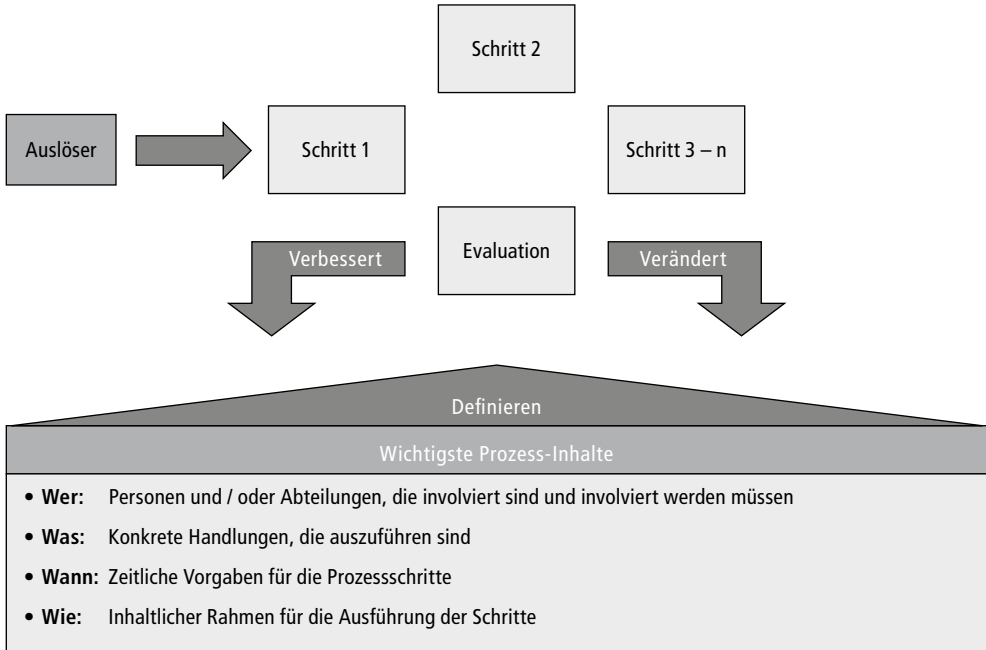 Schritt 2
Auslöser
Schritt 1
Schritt 3 – n
Verbessert
Evaluation
Verändert
Definieren
Wichtigste Prozess-Inhalte
• Wer: Personen und / oder Abteilungen, die involviert sind und involviert werden müssen
• Was: Konkrete Handlungen, die auszuführen sind
• Wann: Zeitliche Vorgaben für die Prozessschritte
• Wie: Inhaltlicher Rahmen für die Ausführung der Schritte